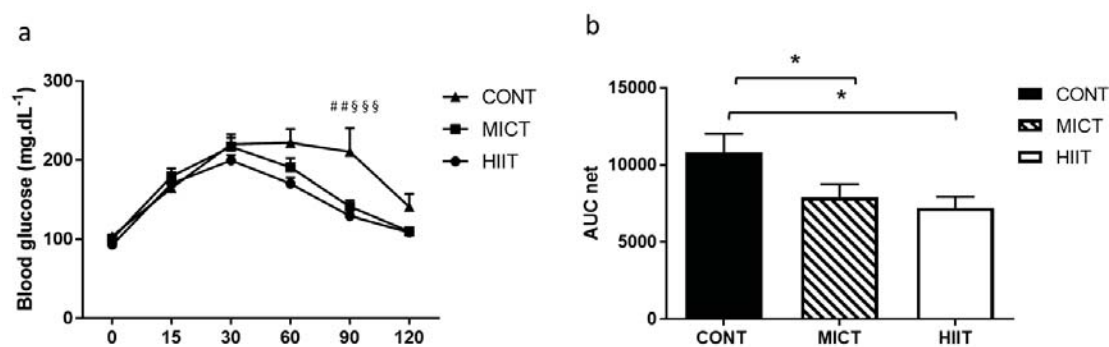 a
Blood glucose (mg.dL-1)
300
200
100
0
0 15 30 60 90 120
##§§§
CONT
MICT
HIIT
b
AUC net
15000
10000
5000
0
CONT MICT HIIT
*
*
CONT
MICT
HIIT